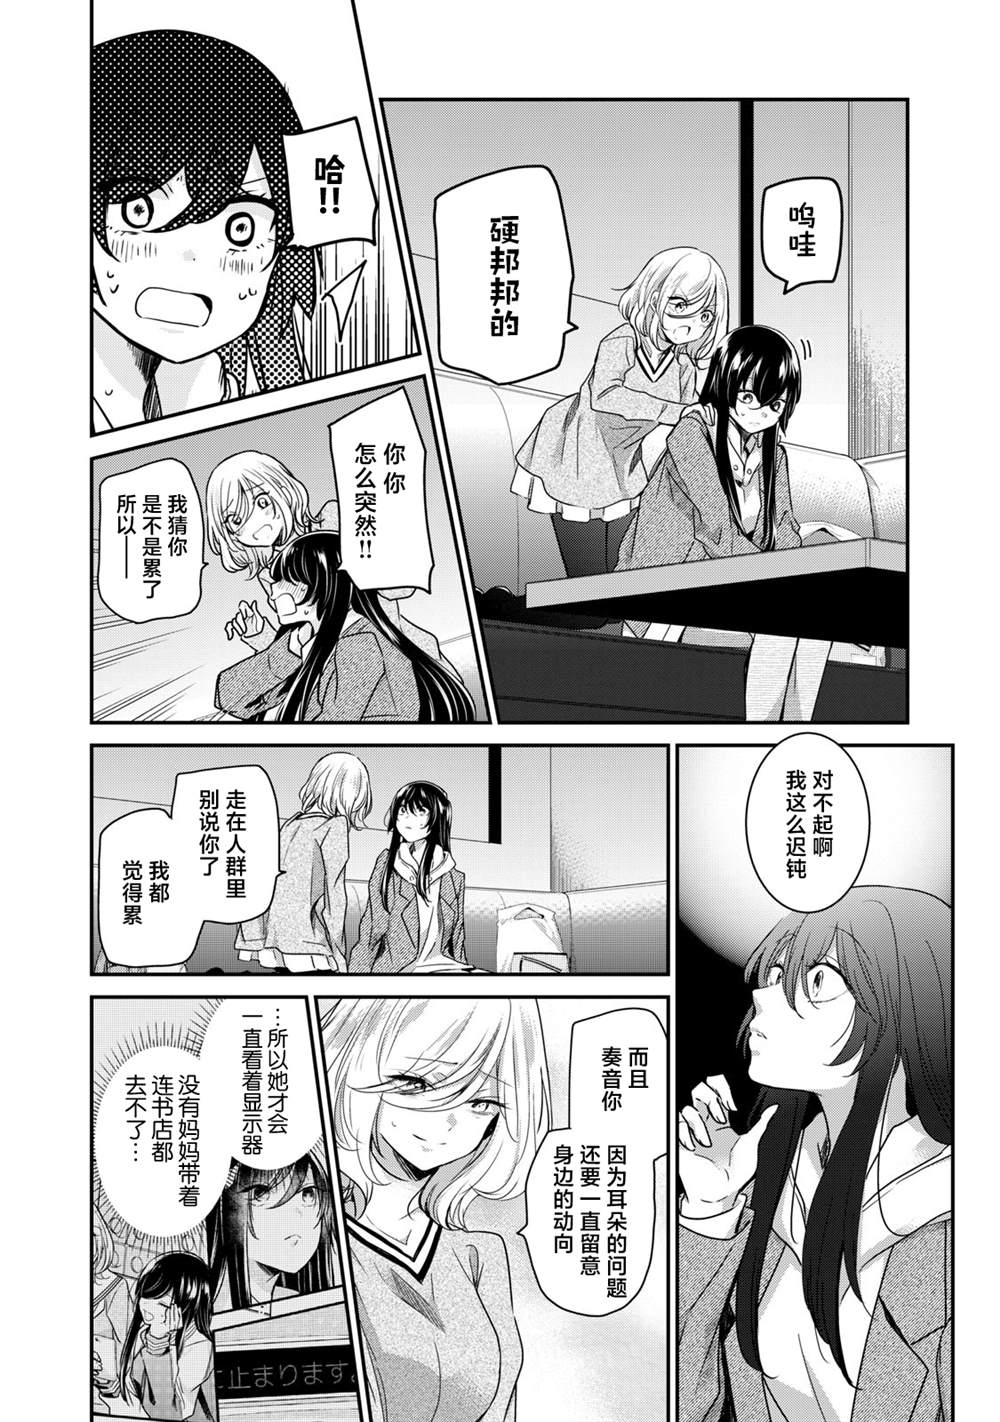 呜
哇
硬邦邦的
哈!!
你你
怎么突然!!
我猜你
是不是累了
所以——
对不起啊
我这么迟钝
走在人群里
别说你了
我都
觉得累
而且
奏音你
因为耳朵的问题
还要一直留意
身边的动向
…所以她才会
一直看着显示器
没有妈妈带着
连书店都
去不了…
に止まります。